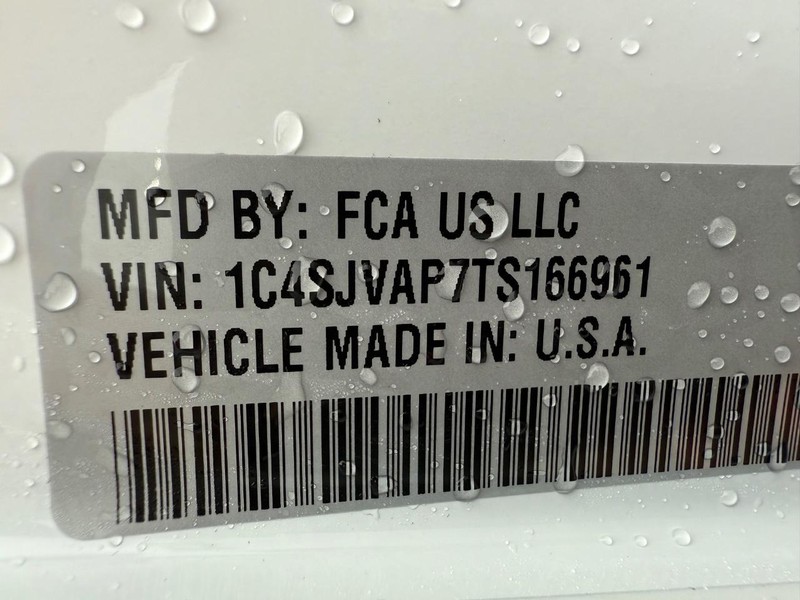 MFD BY: FCA US LLC
VIN: 1C4SJVAP7TS166961
VEHICLE MADE IN: U.S.A.